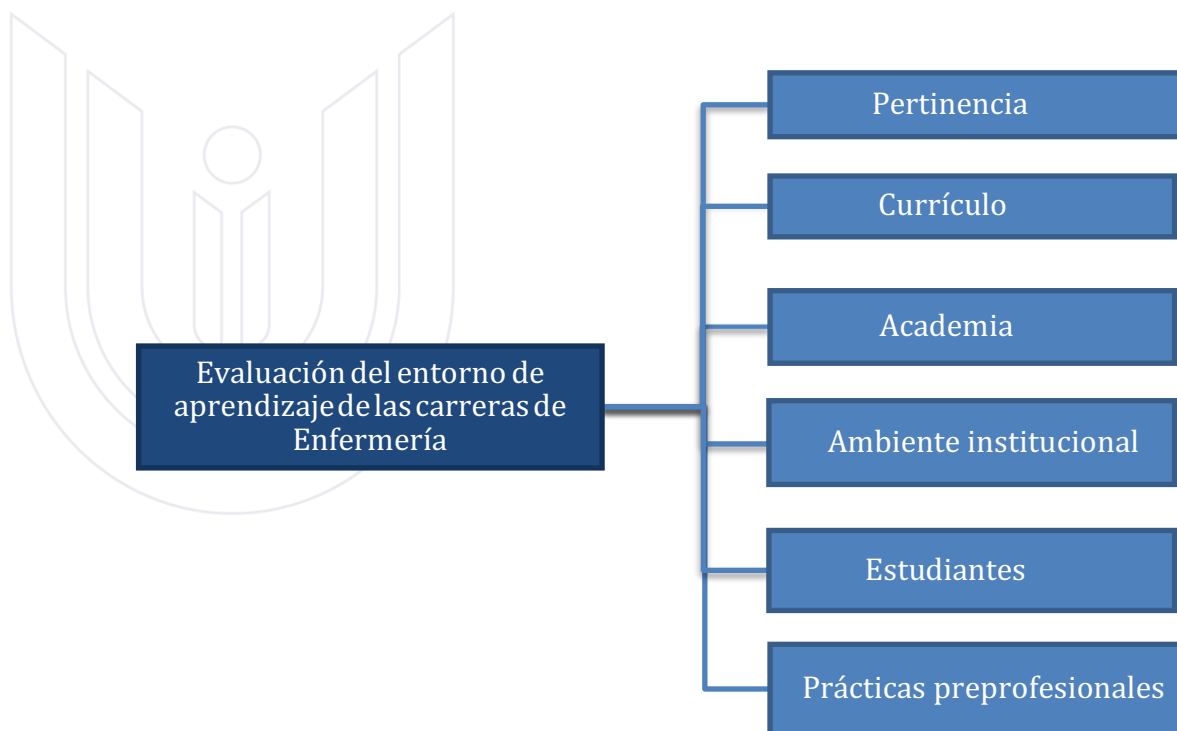 Pertinencia
Currículo
Academia
Evaluación del entorno de
aprendizaje de las carreras de
Enfermería
Ambiente institucional
Estudiantes
Prácticas preprofesionales